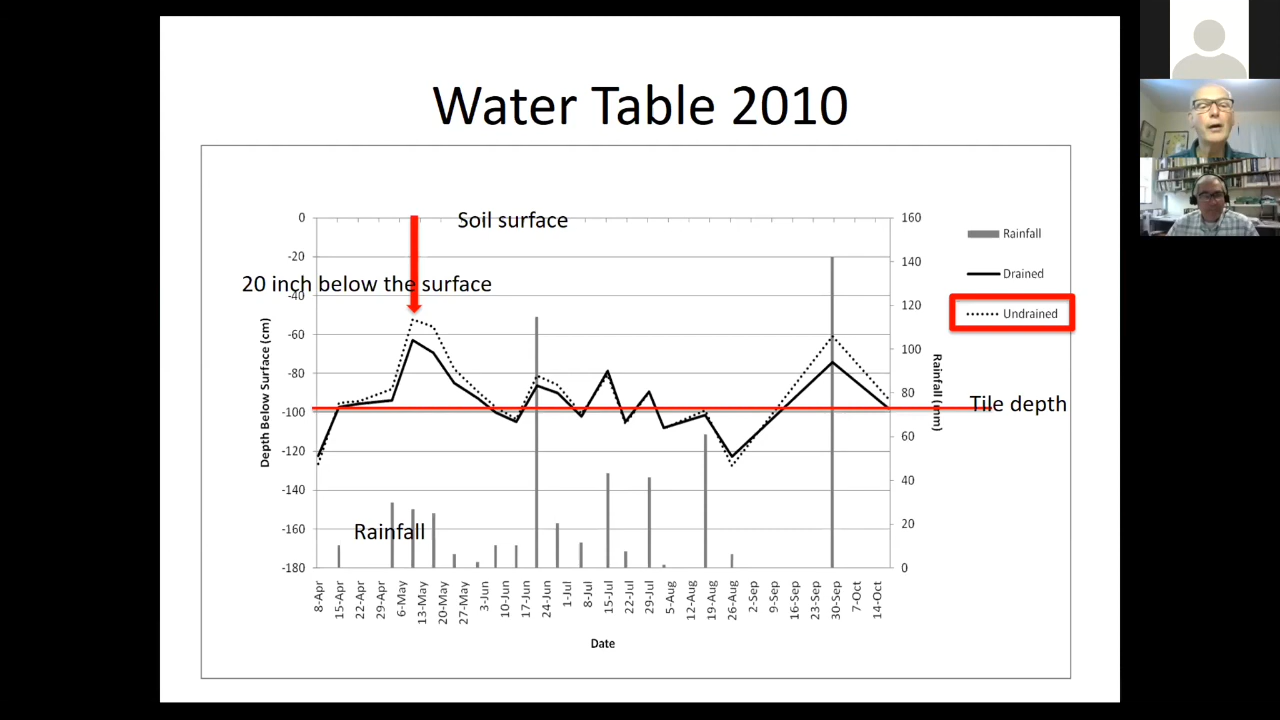 Water Table 2010
0
-20
-40
-60
-80
-100
-120
-140
-160
-180
Depth Below Surface (cm)
Soil surface
20 inch below the surface
Rainfall
160
140
120
100
80
60
40
20
0
Rainfall (mm)
Rainfall
Drained
Undrained
Tile depth
8-Apr
15-Apr
22-Apr
29-Apr
6-May
13-May
20-May
27-May
3-Jun
10-Jun
17-Jun
24-Jun
1-Jul
8-Jul
15-Jul
22-Jul
29-Jul
5-Aug
12-Aug
19-Aug
26-Aug
2-Sep
9-Sep
16-Sep
23-Sep
30-Sep
7-Oct
14-Oct
Date